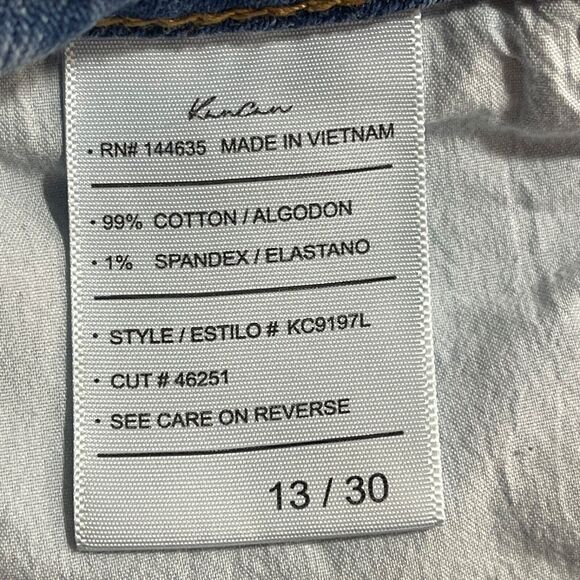 KanCan
• RN# 144635 MADE IN VIETNAM
• 99% COTTON / ALGODON
• 1% SPANDEX / ELASTANO
• STYLE / ESTILO # KC9197L
• CUT # 46251
• SEE CARE ON REVERSE
13 / 30